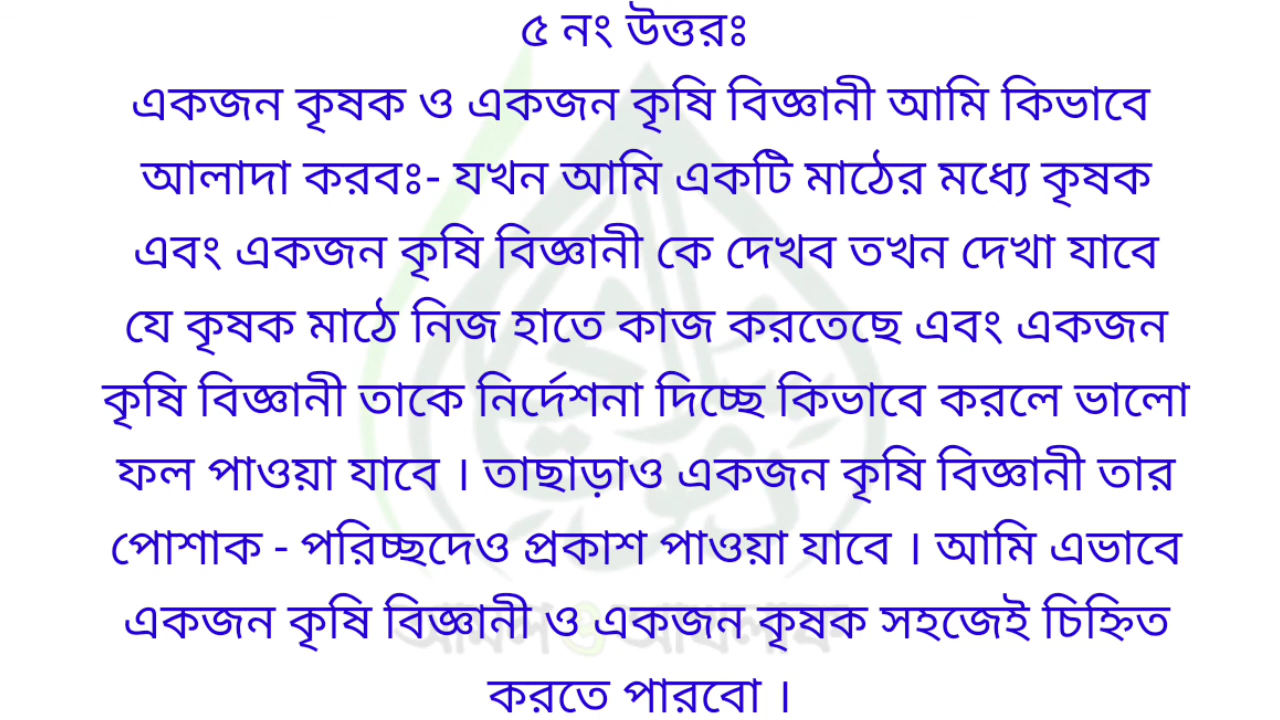 ৫ নং উত্তরঃ
একজন কৃষক ও একজন কৃষি বিজ্ঞানী আমি কিভাবে
আলাদা করবঃ- যখন আমি একটি মাঠের মধ্যে কৃষক
এবং একজন কৃষি বিজ্ঞানী কে দেখব তখন দেখা যাবে
যে কৃষক মাঠে নিজ হাতে কাজ করতেছে এবং একজন
কৃষি বিজ্ঞানী তাকে নির্দেশনা দিচ্ছে কিভাবে করলে ভালো
ফল পাওয়া যাবে । তাছাড়াও একজন কৃষি বিজ্ঞানী তার
পোশাক - পরিচ্ছদেও প্রকাশ পাওয়া যাবে । আমি এভাবে
একজন কৃষি বিজ্ঞানী ও একজন কৃষক সহজেই চিহ্নিত
করতে পারবো ।